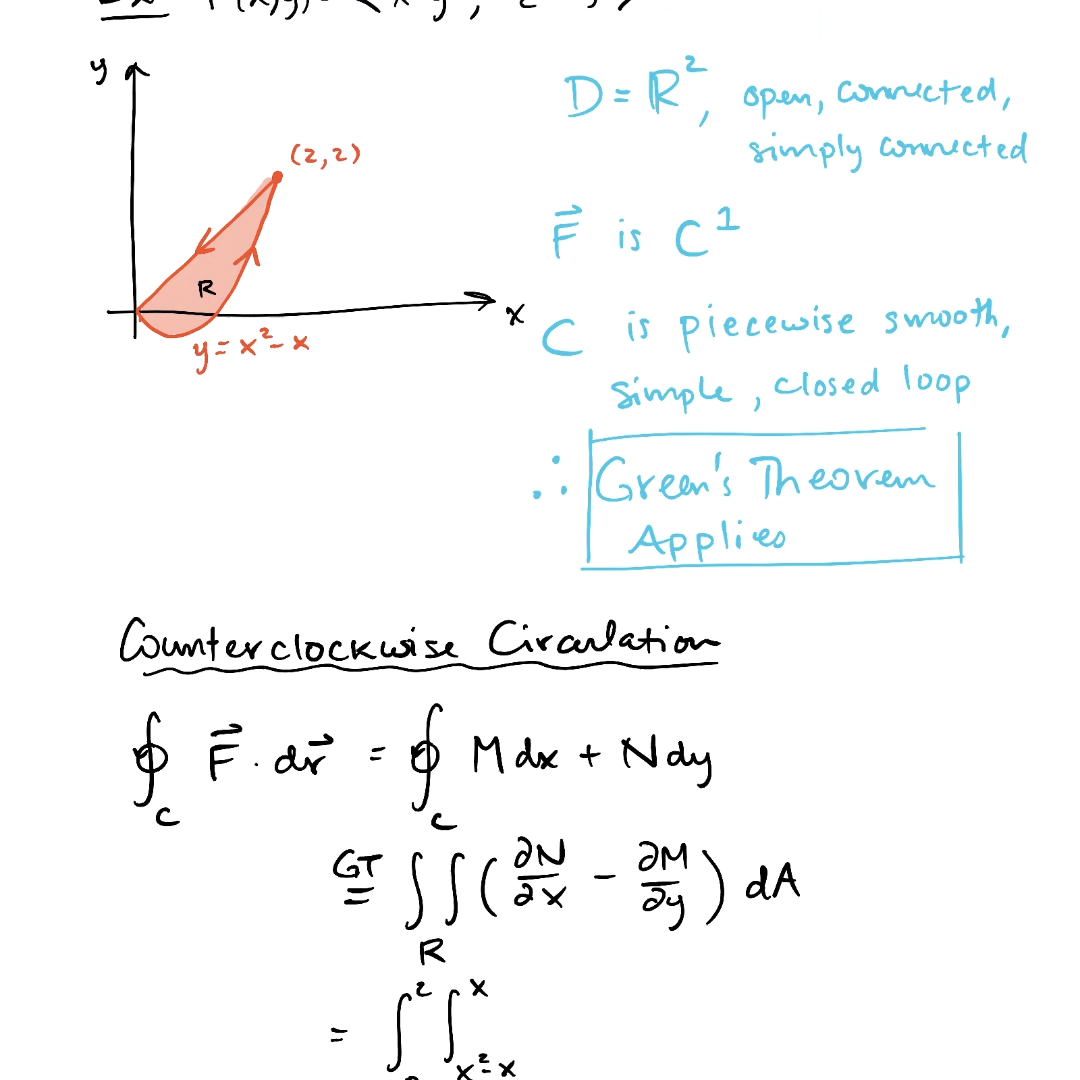 y
(2,2)
R
x
y = x² - x
D = ℝ², open, connected,
simply connected
F⃗ is C¹
C is piecewise smooth,
simple, closed loop
∴ Green's Theorem
Applies
Counterclockwise Circulation
∮_C F⃗ · dr⃗ = ∮_C M dx + N dy
GT= ∬_R (∂N/∂x - ∂M/∂y) dA
= ∫² ∫_{x²-x}^x